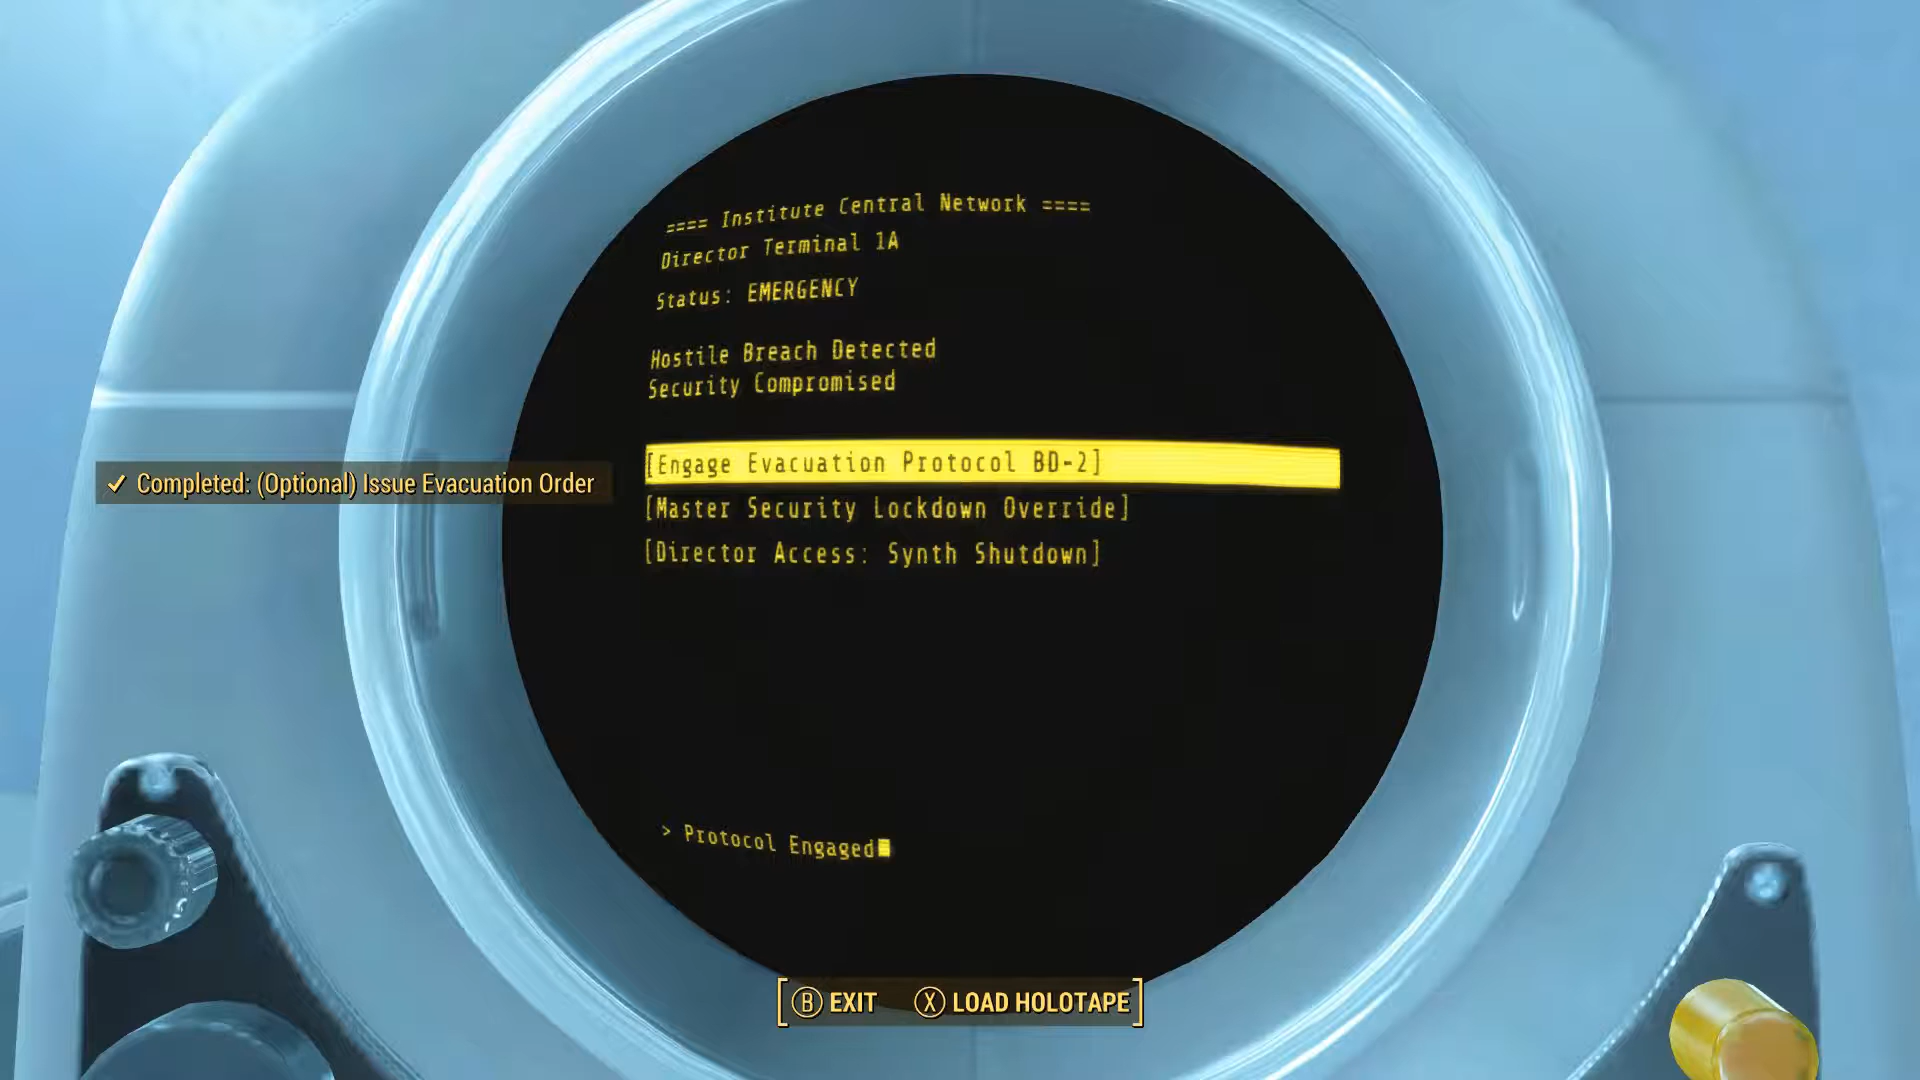 ==== Institute Central Network ====
Director Terminal 1A
Status: EMERGENCY
Hostile Breach Detected
Security Compromised
[Engage Evacuation Protocol BD-2]
✓ Completed: (Optional) Issue Evacuation Order
[Master Security Lockdown Override]
[Director Access: Synth Shutdown]
> Protocol Engaged
[Ⓑ EXIT Ⓧ LOAD HOLOTAPE]